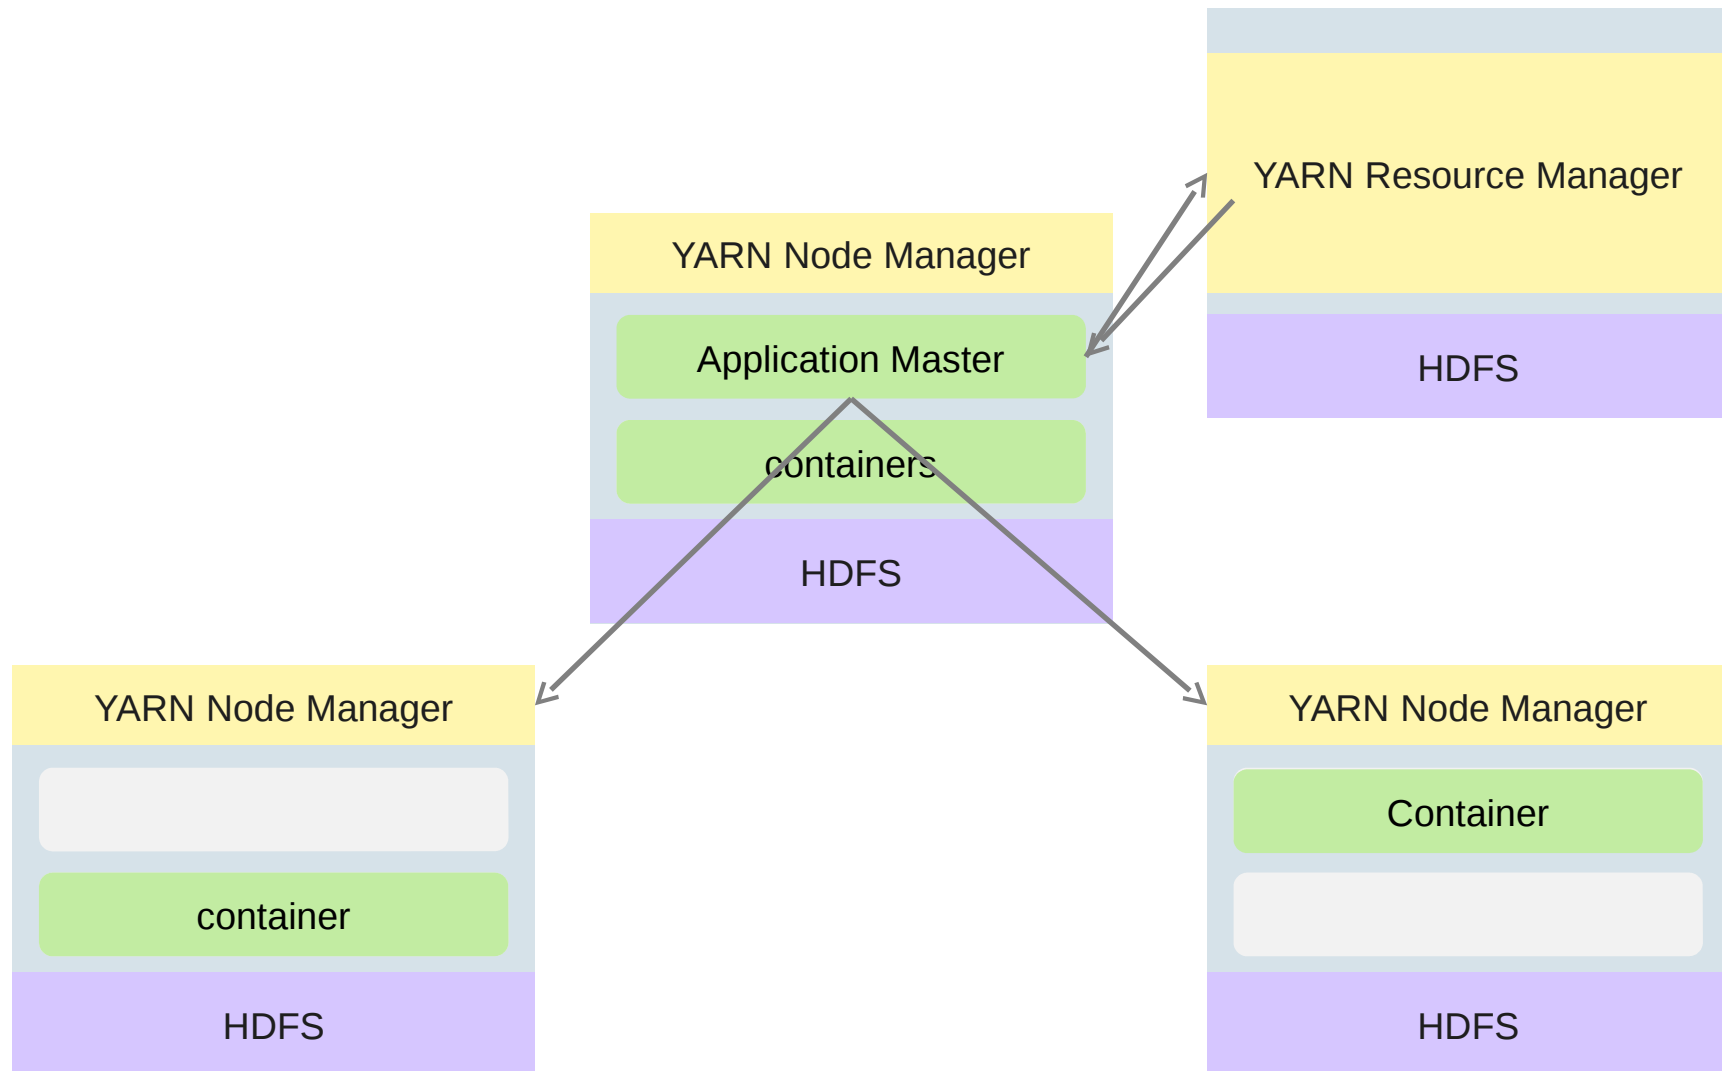 YARN Resource Manager
HDFS
YARN Node Manager
Application Master
containers
HDFS
YARN Node Manager
container
HDFS
YARN Node Manager
Container
HDFS